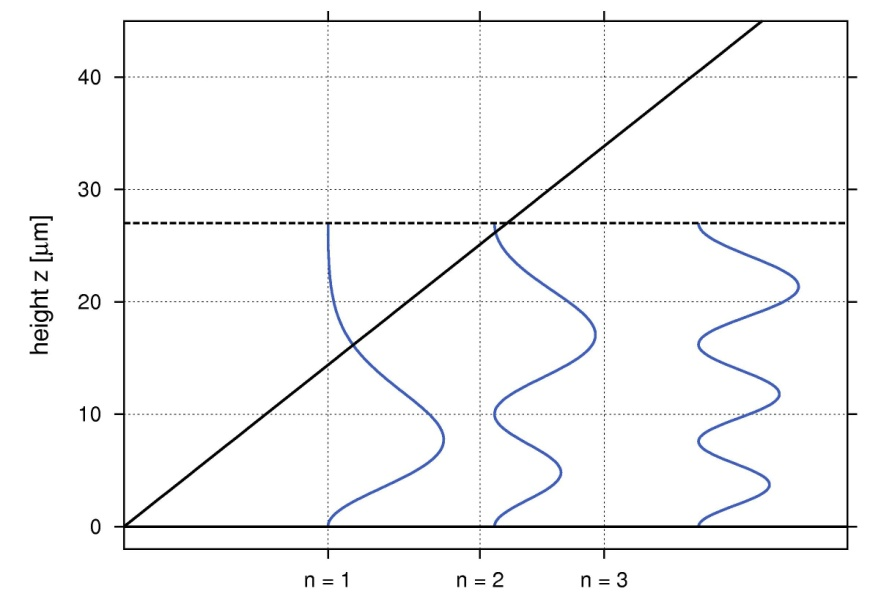 40
30
20
10
0
height z [μm]
n = 1
n = 2
n = 3